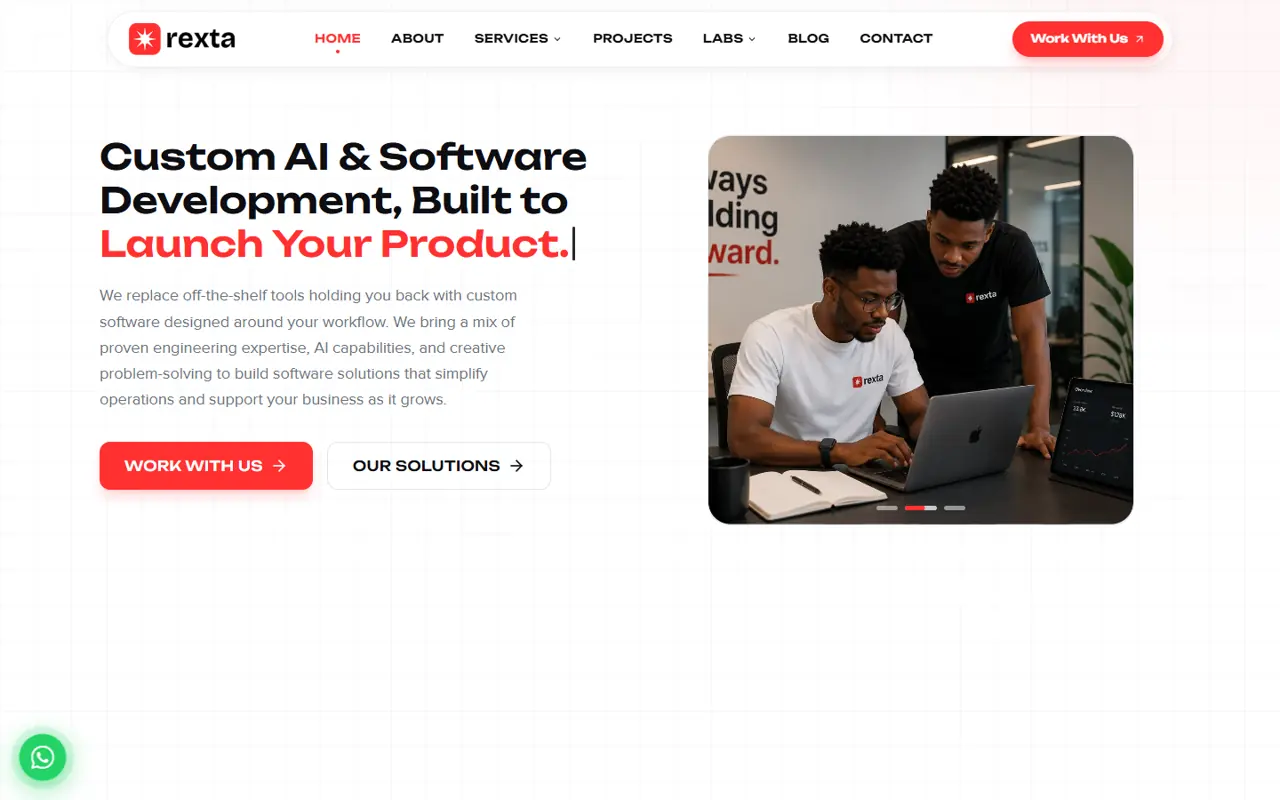 rexta
HOME
ABOUT
SERVICES
PROJECTS
LABS
BLOG
CONTACT
Work With Us
Custom AI & Software
Development, Built to
Launch Your Product.
We replace off-the-shelf tools holding you back with custom
software designed around your workflow. We bring a mix of
proven engineering expertise, AI capabilities, and creative
problem-solving to build software solutions that simplify
operations and support your business as it grows.
WORK WITH US
OUR SOLUTIONS
ways
lding
ward.
rexta
rexta